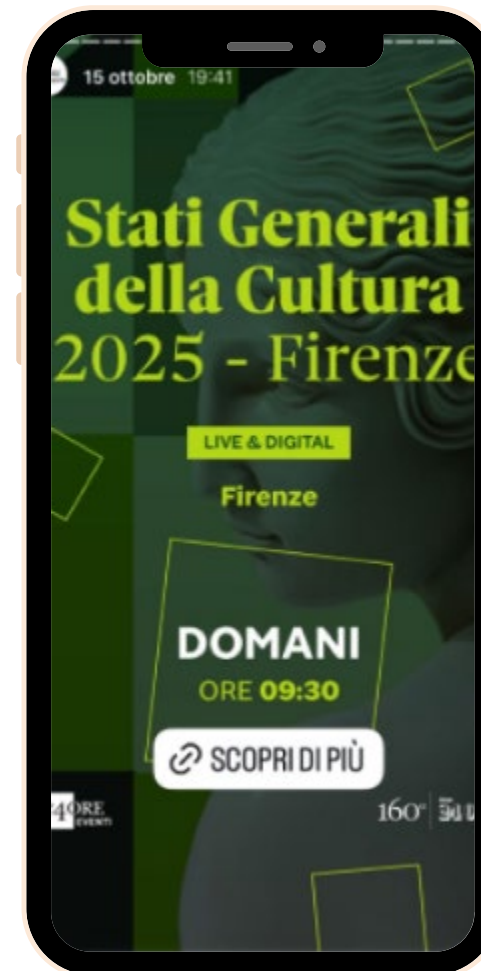 15 ottobre 19:41
Stati Generali
della Cultura
2025 - Firenze
LIVE & DIGITAL
Firenze
DOMANI
ORE 09:30
SCOPRI DI PIÙ
4ORE
EVENTI
160°